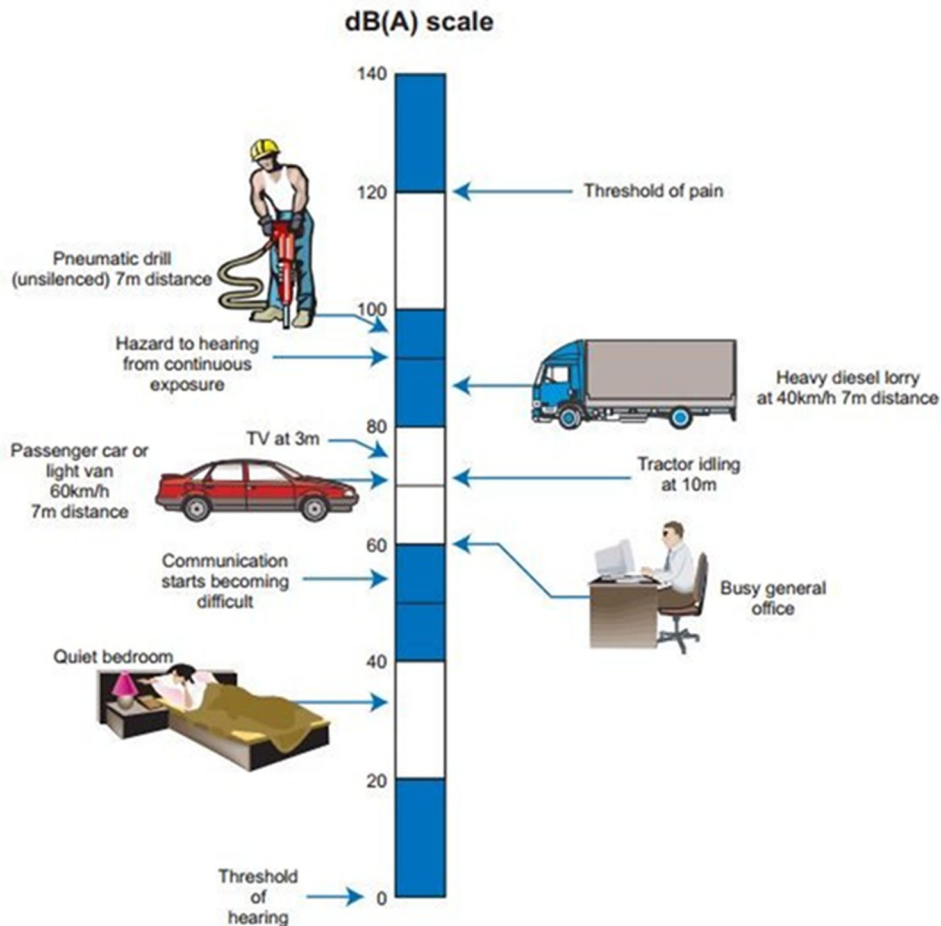 dB(A) scale
140
120
Threshold of pain
Pneumatic drill
(unsilenced) 7m distance
100
Hazard to hearing
from continuous
exposure
Heavy diesel lorry
at 40km/h 7m distance
80
TV at 3m
Passenger car or
light van
60km/h
7m distance
Tractor idling
at 10m
60
Communication
starts becoming
difficult
Busy general
office
Quiet bedroom
40
20
Threshold
of
hearing
0